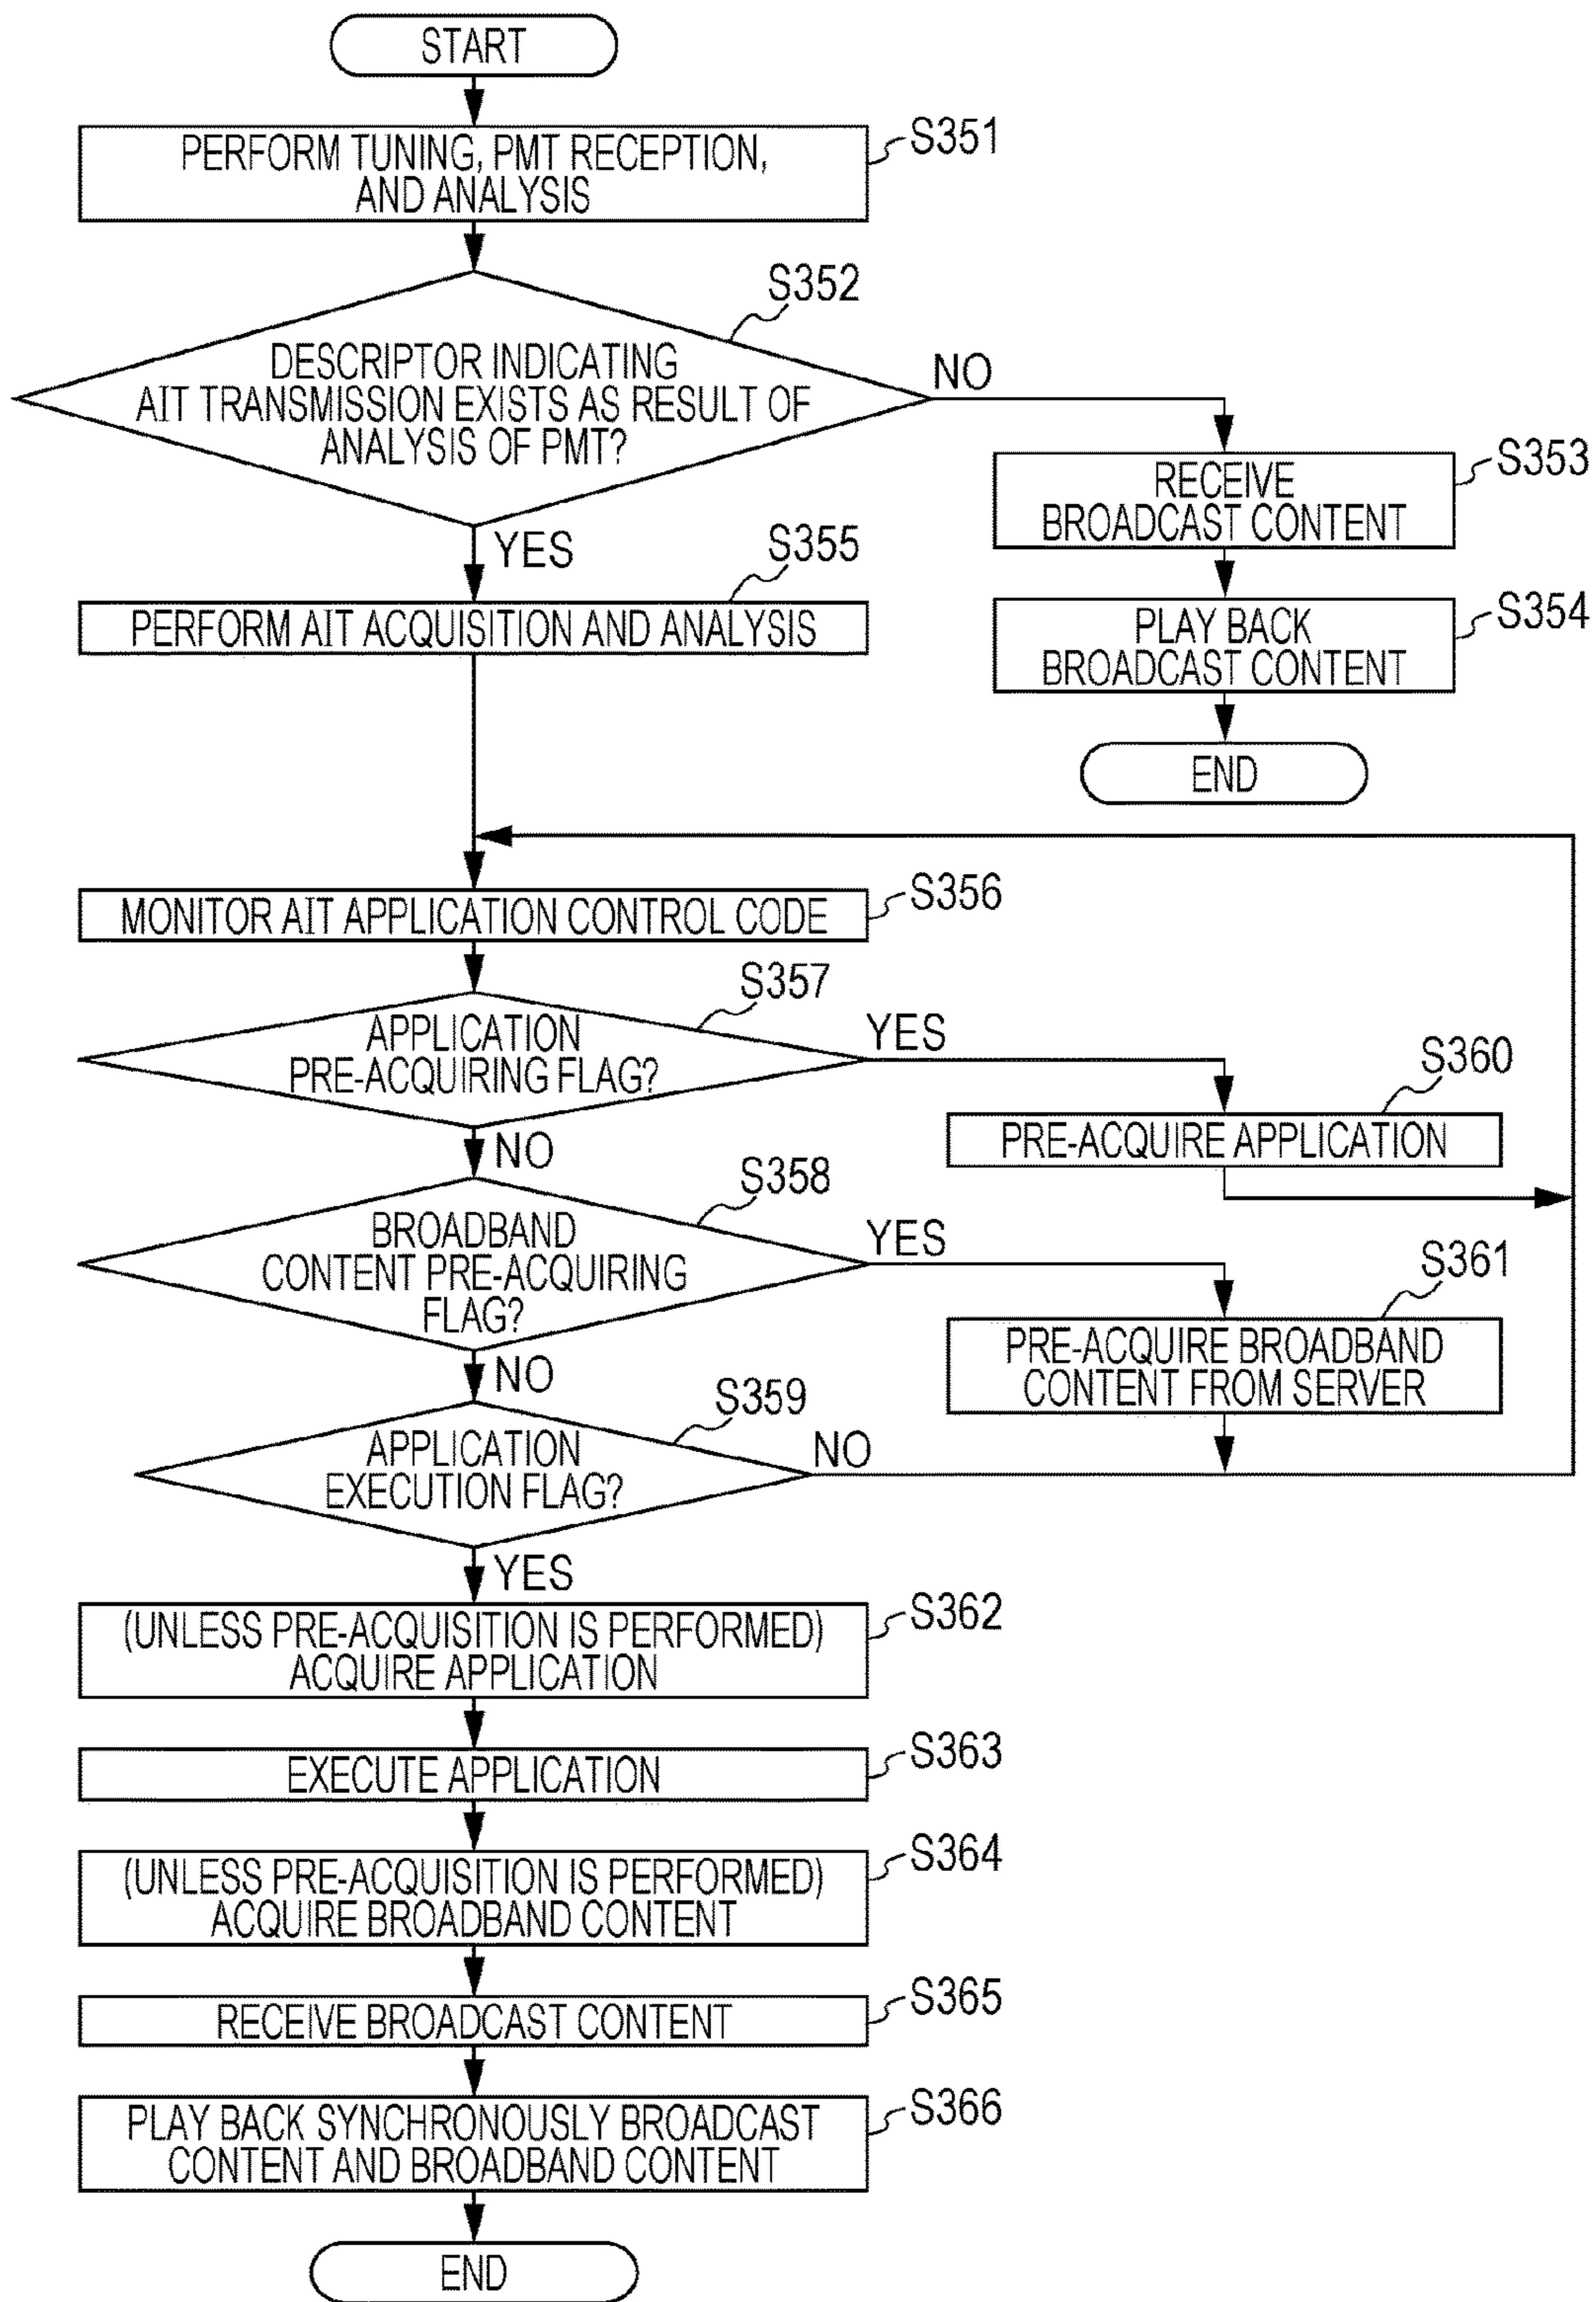 START
PERFORM TUNING, PMT RECEPTION,
AND ANALYSIS
S351
S352
DESCRIPTOR INDICATING
AIT TRANSMISSION EXISTS AS RESULT OF
ANALYSIS OF PMT?
NO
YES
RECEIVE
BROADCAST CONTENT
S353
PLAY BACK
BROADCAST CONTENT
S354
END
S355
PERFORM AIT ACQUISITION AND ANALYSIS
MONITOR AIT APPLICATION CONTROL CODE
S356
S357
APPLICATION
PRE-ACQUIRING FLAG?
YES
NO
S360
PRE-ACQUIRE APPLICATION
S358
BROADBAND
CONTENT PRE-ACQUIRING
FLAG?
YES
NO
S361
PRE-ACQUIRE BROADBAND
CONTENT FROM SERVER
S359
APPLICATION
EXECUTION FLAG?
NO
YES
(UNLESS PRE-ACQUISITION IS PERFORMED)
ACQUIRE APPLICATION
S362
EXECUTE APPLICATION
S363
(UNLESS PRE-ACQUISITION IS PERFORMED)
ACQUIRE BROADBAND CONTENT
S364
RECEIVE BROADCAST CONTENT
S365
PLAY BACK SYNCHRONOUSLY BROADCAST
CONTENT AND BROADBAND CONTENT
S366
END